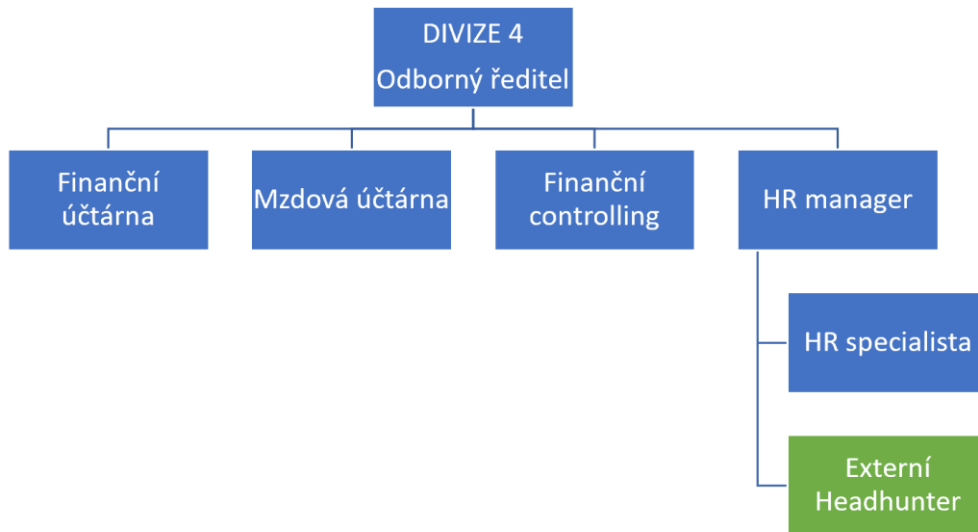 DIVIZE 4
Odborný ředitel
Finanční
účtárna
Mzdová účtárna
Finanční
controlling
HR manager
HR specialista
Externí
Headhunter